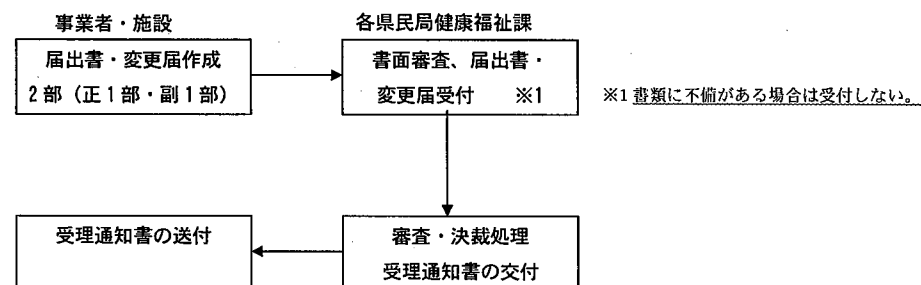 事業者・施設
各県民局健康福祉課
届出書・変更届作成
2部（正1部・副1部）
書面審査、届出書・
変更届受付　※1
※1 書類に不備がある場合は受付しない。
受理通知書の送付
審査・決裁処理
受理通知書の交付